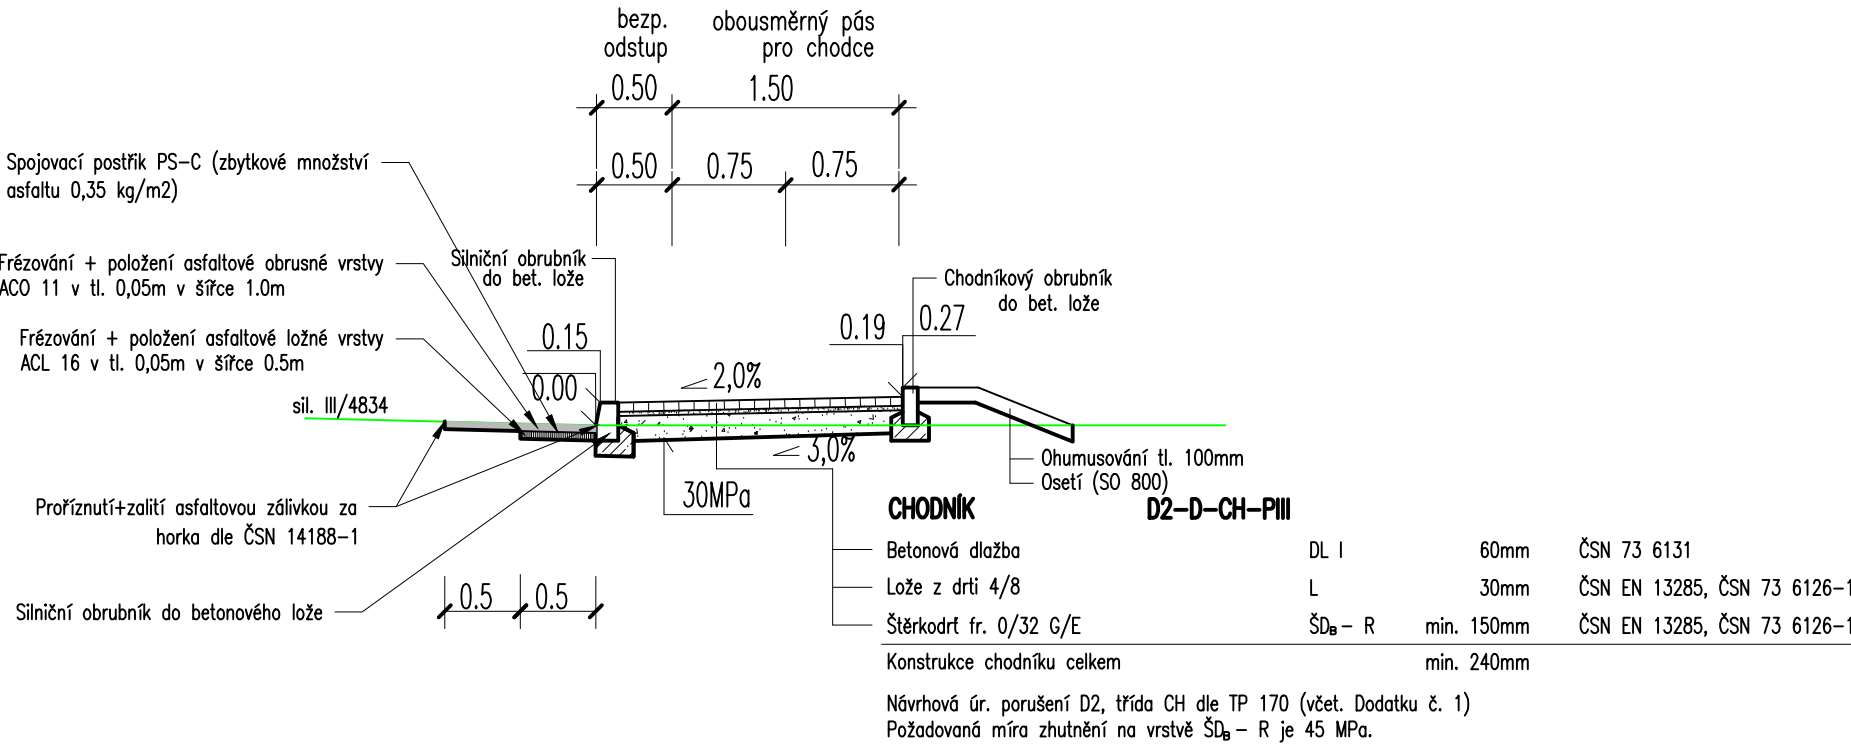 bezp.
odstup
obousměrný pás
pro chodce
0.50
1.50
0.50
0.75
0.75
Spojovací postřik PS-C (zbytkové množství
asfaltu 0,35 kg/m2)
Frézování + položení asfaltové obrusné vrstvy
ACO 11 v tl. 0,05m v šířce 1.0m
Frézování + položení asfaltové ložné vrstvy
ACL 16 v tl. 0,05m v šířce 0.5m
Silniční obrubník
do bet. lože
Chodníkový obrubník
do bet. lože
0.15
0.00
0.19
0.27
2,0%
3,0%
sil. III/4834
30MPa
Ohumusování tl. 100mm
Osetí (SO 800)
Proříznutí+zalití asfaltovou zálivkou za
horka dle ČSN 14188-1
Silniční obrubník do betonového lože
0.5
0.5
CHODNÍK D2-D-CH-PIII
Betonová dlažba DL I 60mm ČSN 73 6131
Lože z drti 4/8 L 30mm ČSN EN 13285, ČSN 73 6126-1
Štěrkodrť fr. 0/32 G/E ŠDB - R min. 150mm ČSN EN 13285, ČSN 73 6126-1
Konstrukce chodníku celkem min. 240mm
Návrhová úr. porušení D2, třída CH dle TP 170 (včet. Dodatku č. 1)
Požadovaná míra zhutnění na vrstvě ŠDB - R je 45 MPa.